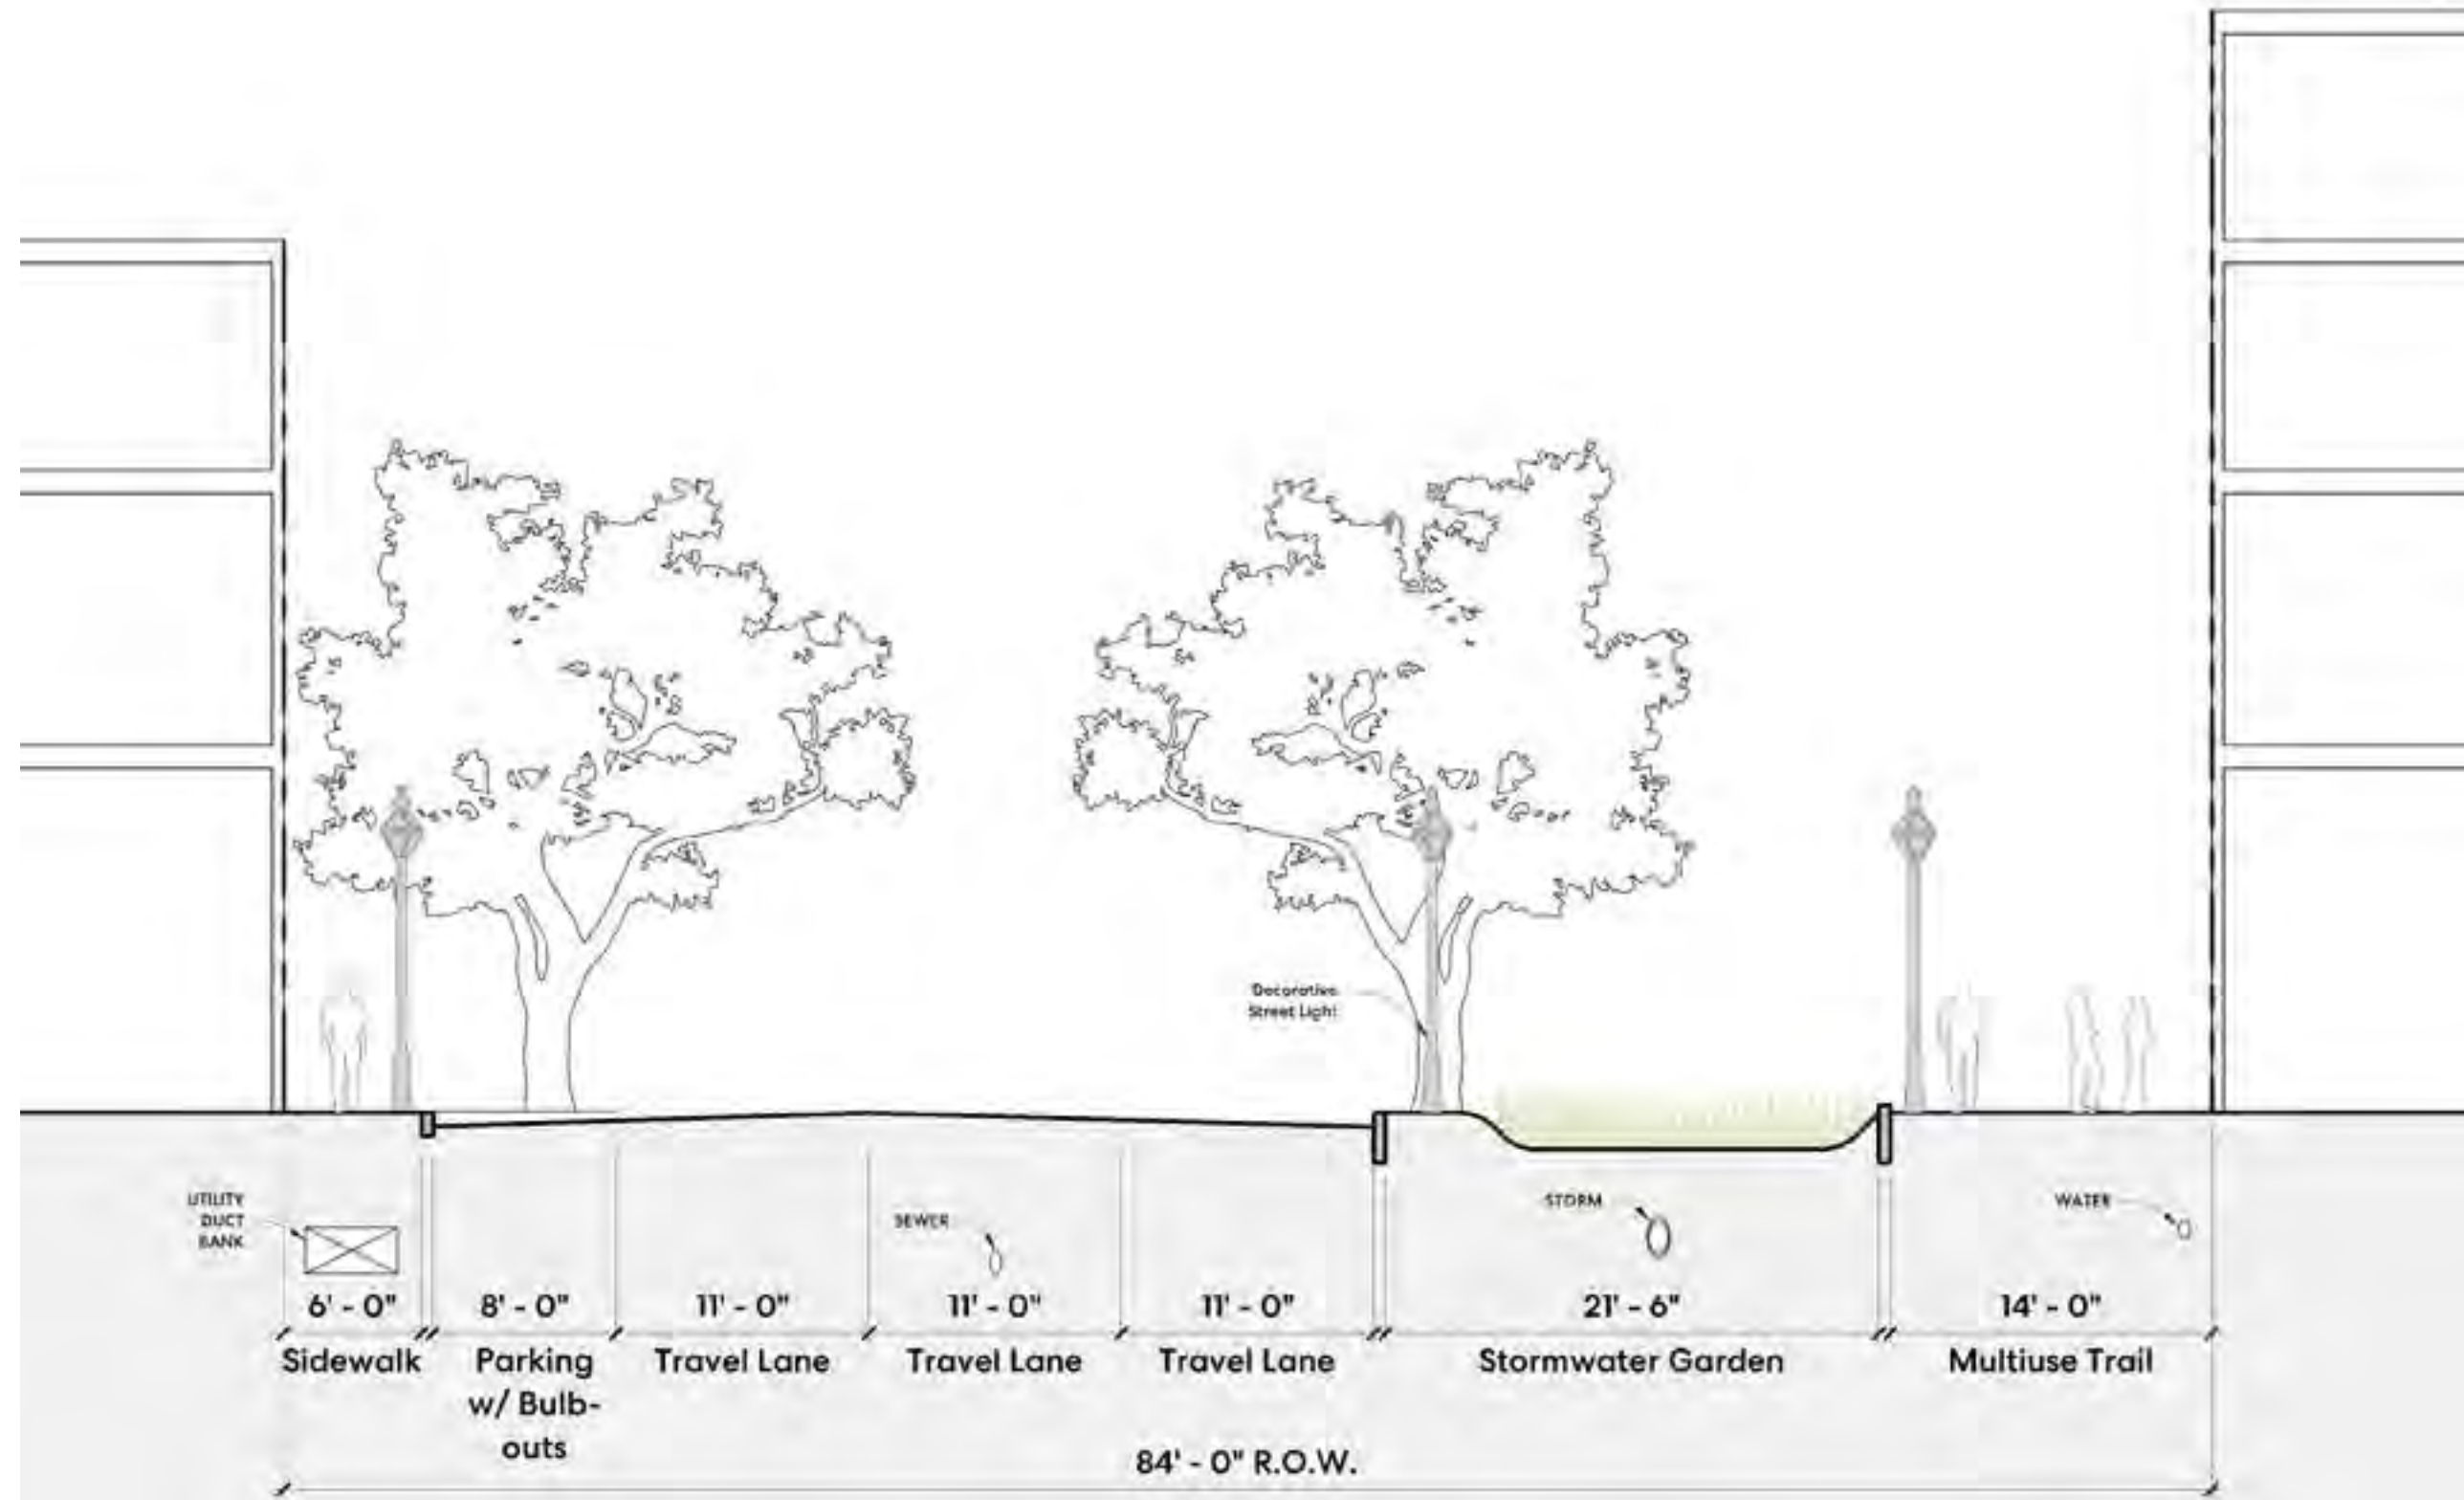 Decorative
Street Light
UTILITY
DUCT
BANK
SEWER
STORM
WATER
6' - 0"
8' - 0"
11' - 0"
11' - 0"
11' - 0"
21' - 6"
14' - 0"
Sidewalk
Parking
w/ Bulb-
outs
Travel Lane
Travel Lane
Travel Lane
Stormwater Garden
Multiuse Trail
84' - 0" R.O.W.